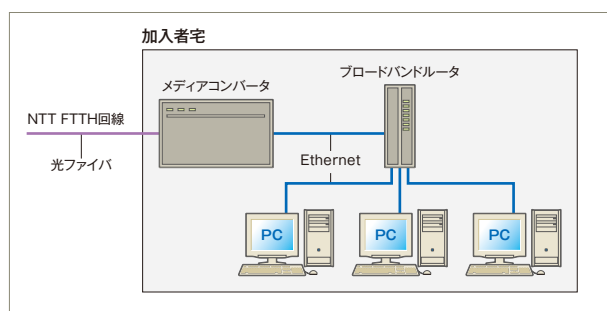 加入者宅
ブロードバンドルータ
メディアコンバータ
NTT FTTH回線
光ファイバ
Ethernet
PC
PC
PC